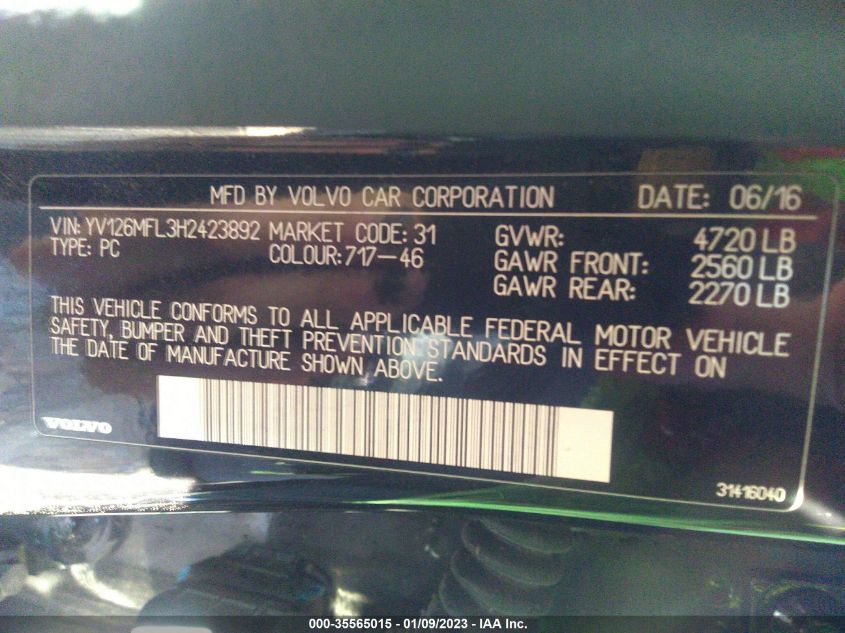 MFD BY VOLVO CAR CORPORATION DATE: 06/16
VIN: YV126MFL3H2423892 MARKET CODE: 31 GVWR: 4720 LB
TYPE: PC COLOUR: 717-46 GAWR FRONT: 2560 LB
GAWR REAR: 2270 LB
THIS VEHICLE CONFORMS TO ALL APPLICABLE FEDERAL MOTOR VEHICLE
SAFETY, BUMPER AND THEFT PREVENTION STANDARDS IN EFFECT ON
THE DATE OF MANUFACTURE SHOWN ABOVE.
VOLVO
31416040
000-35565015 - 01/09/2023 - IAA Inc.